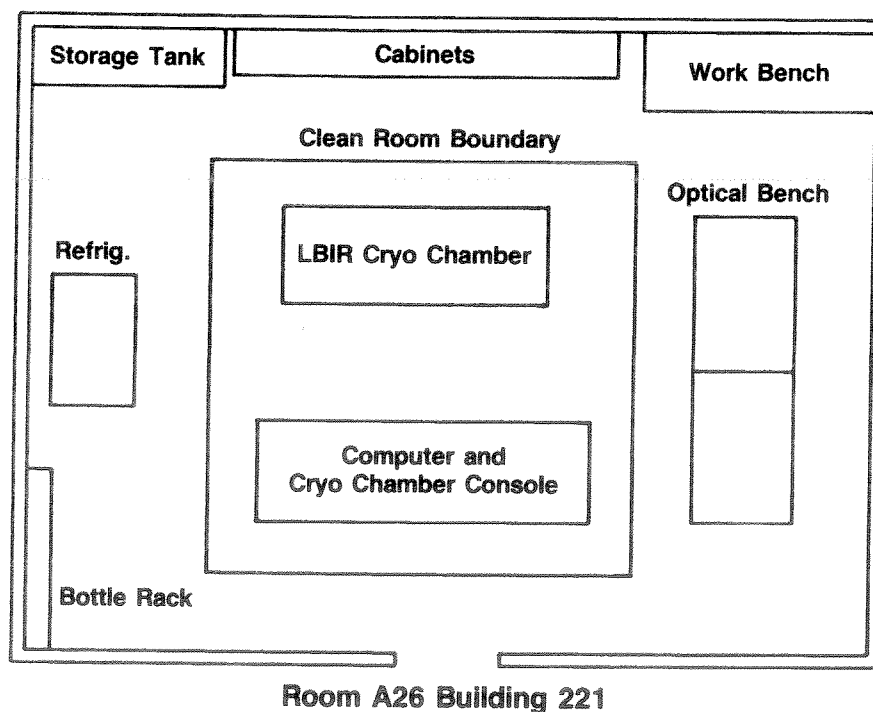 Storage Tank
Cabinets
Work Bench
Clean Room Boundary
Optical Bench
LBIR Cryo Chamber
Refrig.
Computer and
Cryo Chamber Console
Bottle Rack
Room A26 Building 221